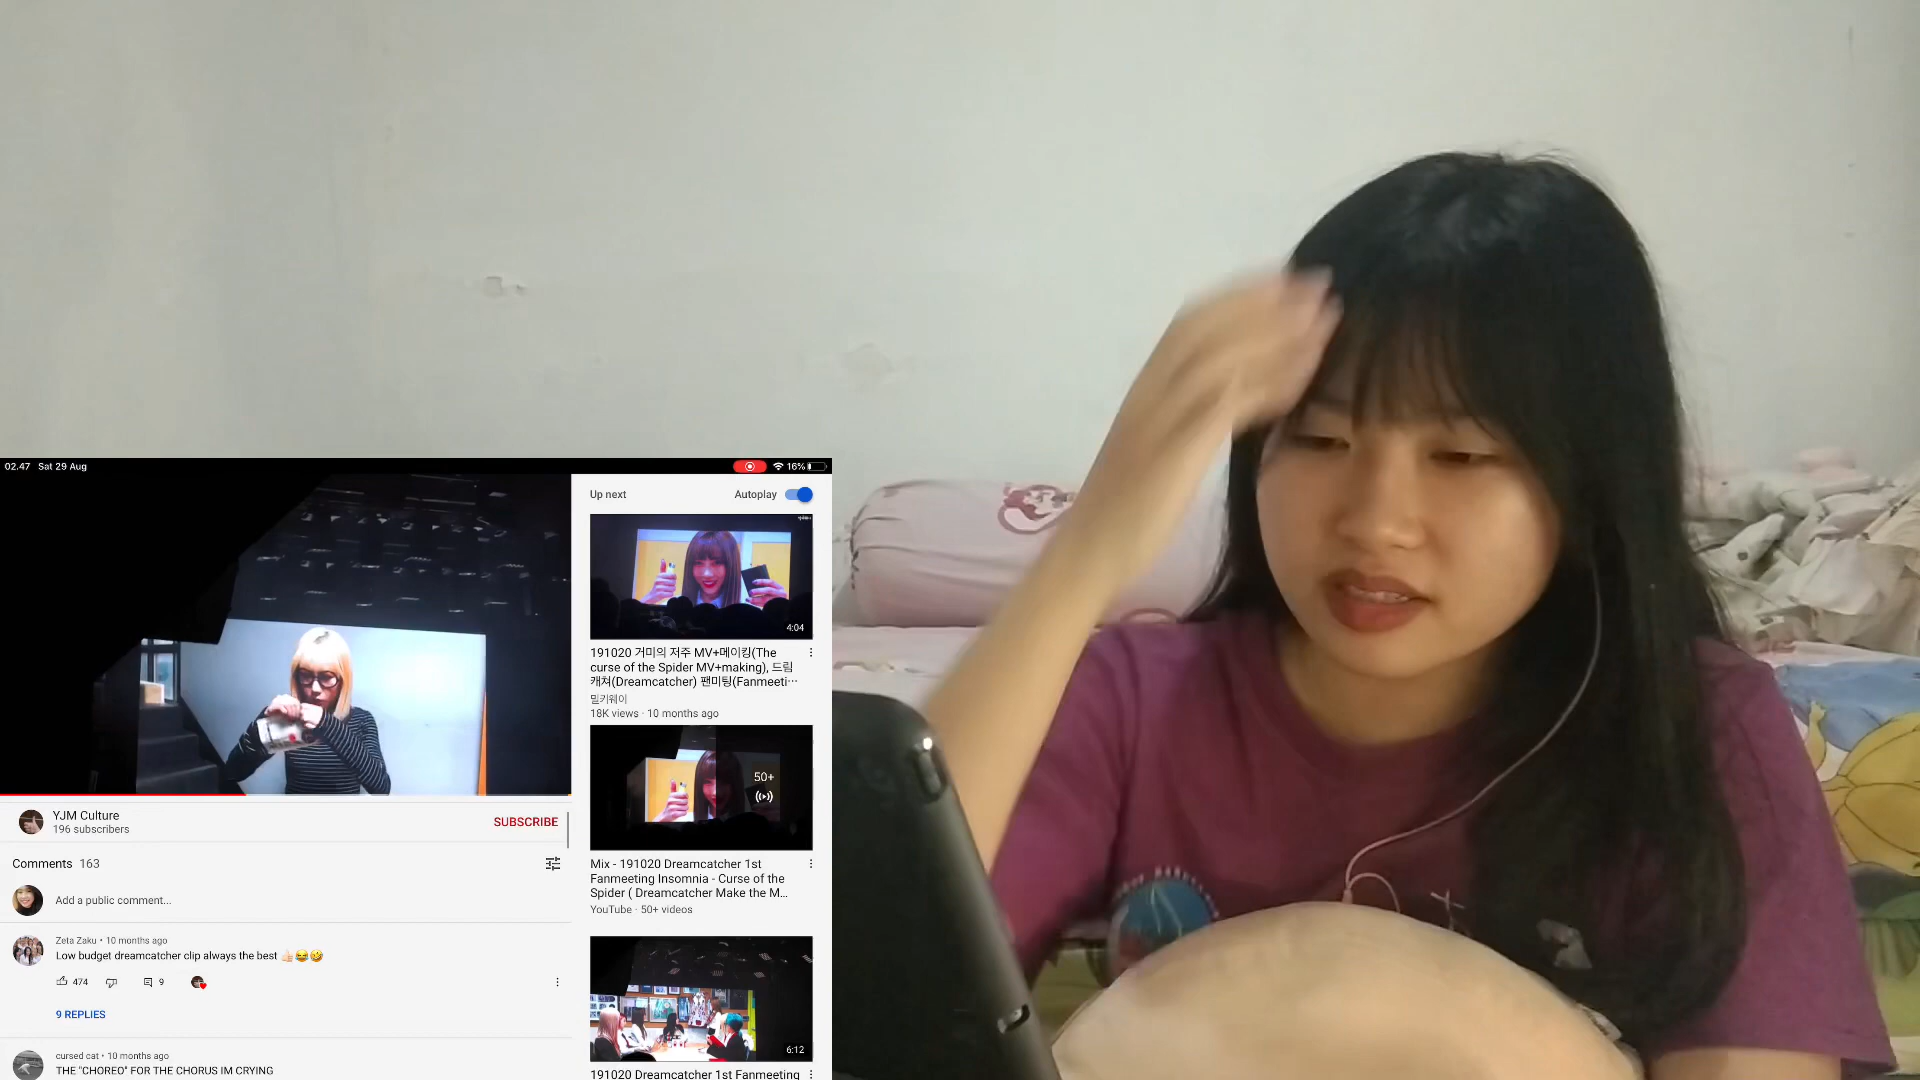 02.47 Sat 29 Aug
16%
YJM Culture
196 subscribers
SUBSCRIBE
Comments 163
Add a public comment...
Zeta Zaku • 10 months ago
Low budget dreamcatcher clip always the best 👍🏻😂🤣
474
9
9 REPLIES
cursed cat • 10 months ago
THE "CHOREO" FOR THE CHORUS IM CRYING
Up next
Autoplay
4:04
191020 거미의 저주 MV+메이킹(The
curse of the Spider MV+making), 드림
캐쳐(Dreamcatcher) 팬미팅(Fanmeeti…
밀키웨이
18K views · 10 months ago
50+
Mix - 191020 Dreamcatcher 1st
Fanmeeting Insomnia - Curse of the
Spider ( Dreamcatcher Make the M...
YouTube · 50+ videos
6:12
191020 Dreamcatcher 1st Fanmeeting